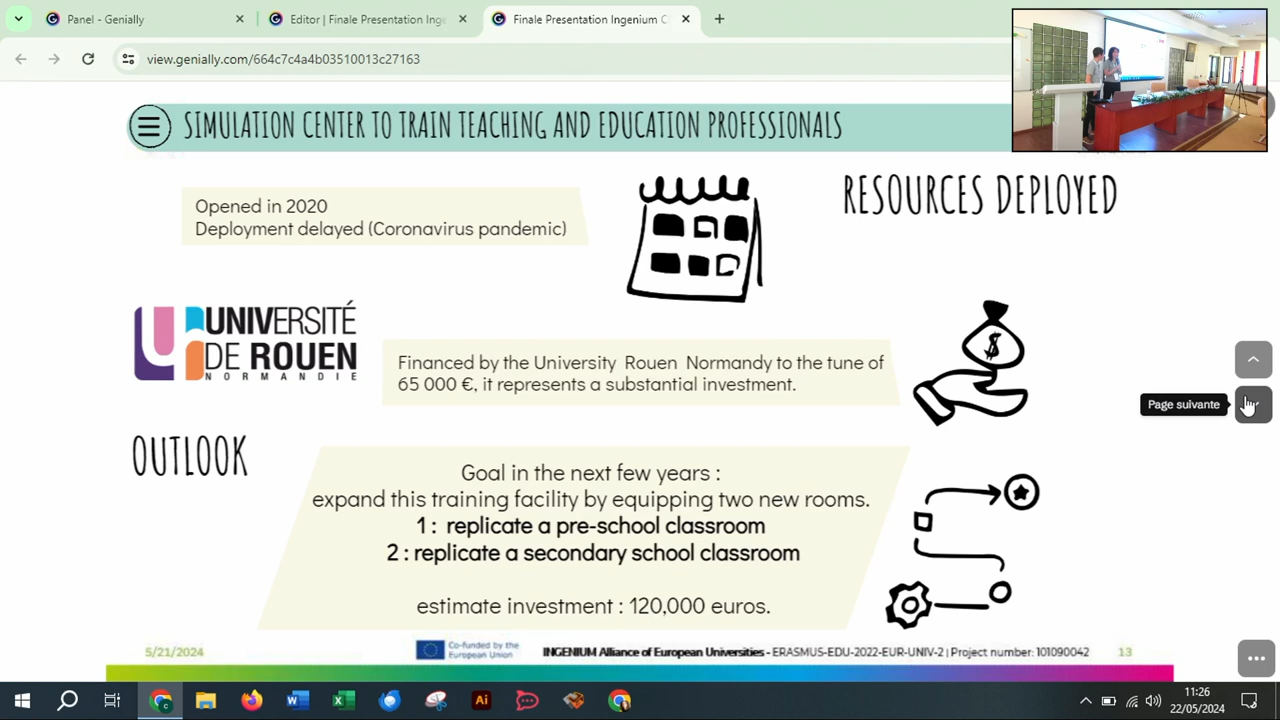 Panel - Genially
Editor | Finale Presentation Inge
Finale Presentation Ingenium C
view.genially.com/664c7c4a4b03510013c27163
SIMULATION CENTER TO TRAIN TEACHING AND EDUCATION PROFESSIONALS
Opened in 2020
Deployment delayed (Coronavirus pandemic)
RESOURCES DEPLOYED
UNIVERSITÉ
DE ROUEN
NORMANDIE
Financed by the University Rouen Normandy to the tune of
65 000 €, it represents a substantial investment.
$
Page suivante
OUTLOOK
Goal in the next few years :
expand this training facility by equipping two new rooms.
1 : replicate a pre-school classroom
2 : replicate a secondary school classroom
estimate investment : 120,000 euros.
5/21/2024
Co-funded by the
European Union
INGENIUM Alliance of European Universities - ERASMUS-EDU-2022-EUR-UNIV-2 | Project number: 101090042
13
Ai
11:26
22/05/2024